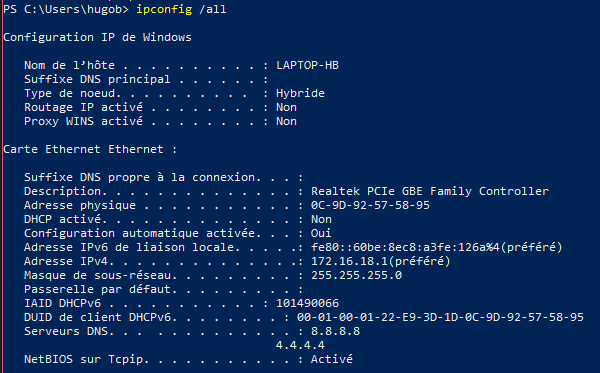 PS C:\Users\hugob> ipconfig /all
Configuration IP de Windows
Nom de l'hôte . . . . . . . . . . : LAPTOP-HB
Suffixe DNS principal . . . . . . :
Type de noeud. . . . . . . . . . : Hybride
Routage IP activé . . . . . . . . : Non
Proxy WINS activé . . . . . . . . : Non
Carte Ethernet Ethernet :
Suffixe DNS propre à la connexion. . . :
Description. . . . . . . . . . . . . . : Realtek PCIe GBE Family Controller
Adresse physique . . . . . . . . . . . : 0C-9D-92-57-58-95
DHCP activé. . . . . . . . . . . . . . : Non
Configuration automatique activée. . . : Oui
Adresse IPv6 de liaison locale. . . . .: fe80::60be:8ec8:a3fe:126a%4(préféré)
Adresse IPv4. . . . . . . . . . . . . .: 172.16.18.1(préféré)
Masque de sous-réseau. . . . . . . . . : 255.255.255.0
Passerelle par défaut. . . . . . . . . :
IAID DHCPv6 . . . . . . . . . . . : 101490066
DUID de client DHCPv6. . . . . . . . : 00-01-00-01-22-E9-3D-1D-0C-9D-92-57-58-95
Serveurs DNS. . . . . . . . . . . . . : 8.8.8.8
4.4.4.4
NetBIOS sur Tcpip. . . . . . . . . . . : Activé